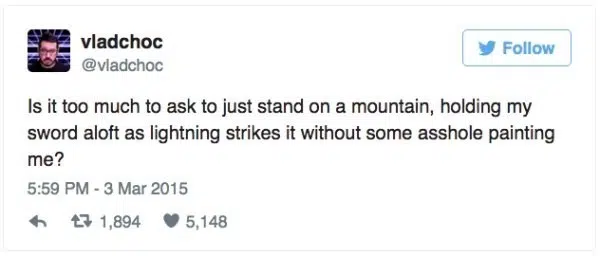 vladchoc
@vladchoc
Follow
Is it too much to ask to just stand on a mountain, holding my
sword aloft as lightning strikes it without some asshole painting
me?
5:59 PM - 3 Mar 2015
1,894 5,148